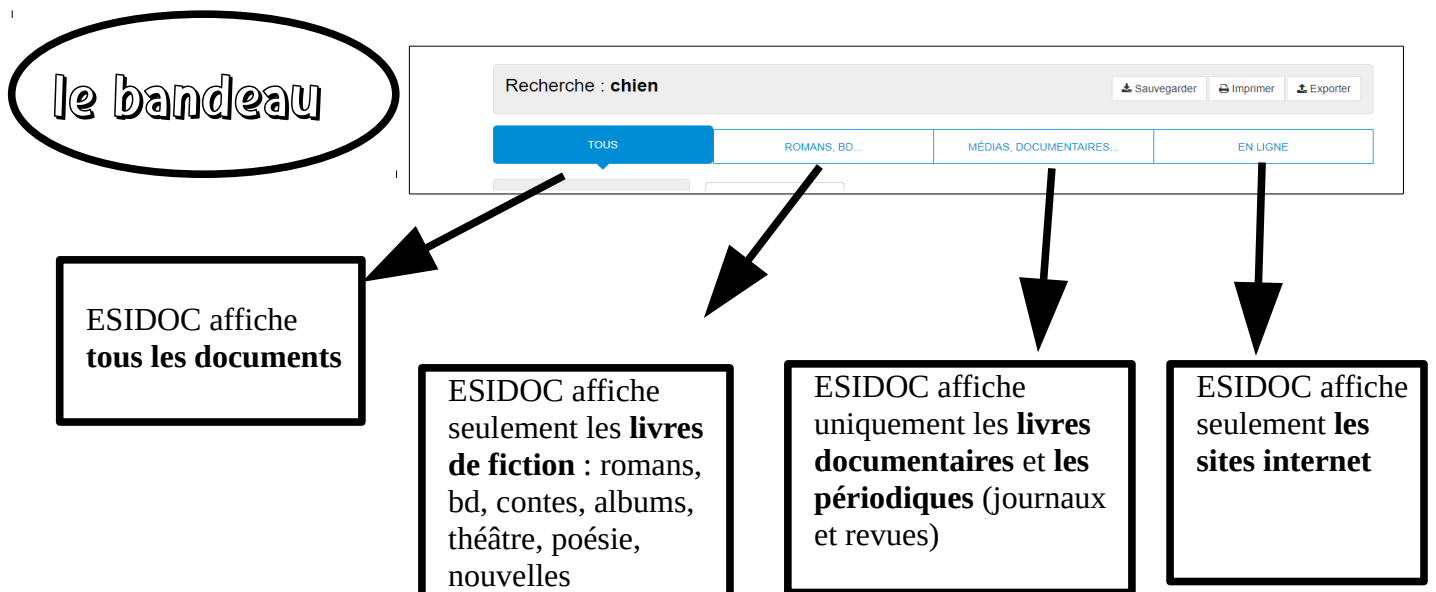 le bandeau
Recherche : chien
Sauvegarder
Imprimer
Exporter
TOUS
ROMANS, BD...
MÉDIAS, DOCUMENTAIRES...
EN LIGNE
ESIDOC affiche
tous les documents
ESIDOC affiche
seulement les livres
de fiction : romans,
bd, contes, albums,
théâtre, poésie,
nouvelles
ESIDOC affiche
uniquement les livres
documentaires et les
périodiques (journaux
et revues)
ESIDOC affiche
seulement les
sites internet